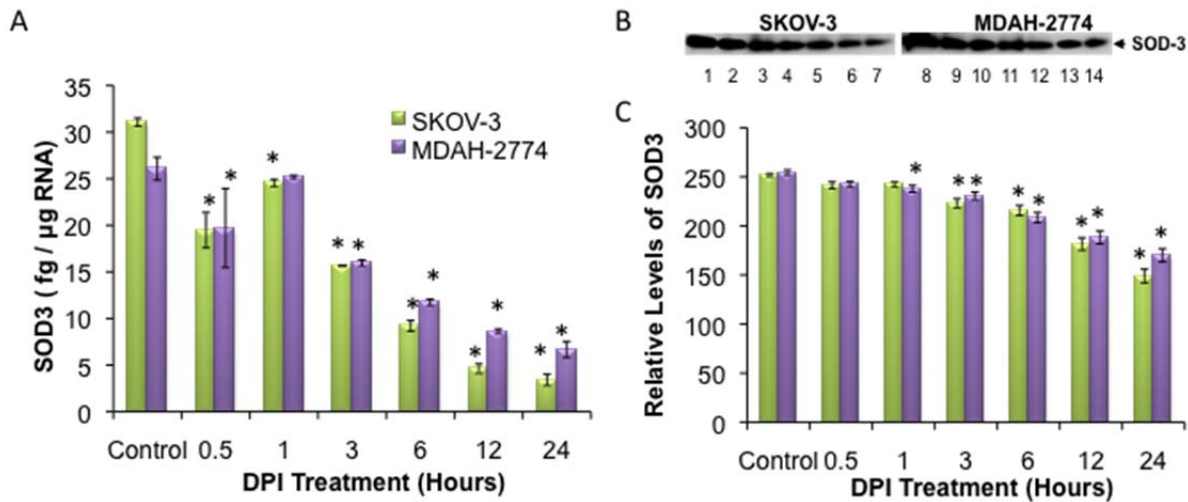 A
SOD3 ( fg / µg RNA)
35
30
25
20
15
10
5
0
SKOV-3
MDAH-2774
* * * * * * * * * * *
Control 0.5 1 3 6 12 24
DPI Treatment (Hours)
B
SKOV-3 MDAH-2774
SOD-3
1 2 3 4 5 6 7 8 9 10 11 12 13 14
C
Relative Levels of SOD3
300
250
200
150
100
50
0
* * * * * * * * *
Control 0.5 1 3 6 12 24
DPI Treatment (Hours)